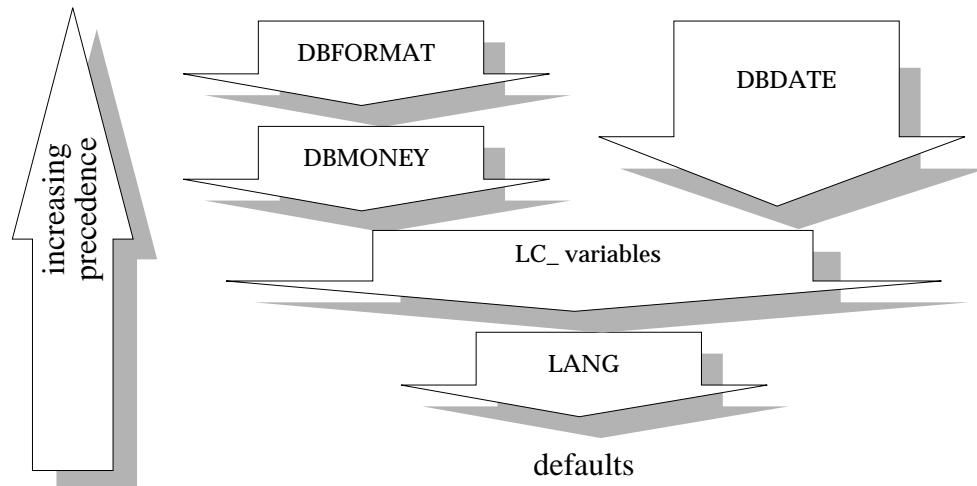 DBFORMAT
DBDATE
DBMONEY
increasing
precedence
LC_ variables
LANG
defaults